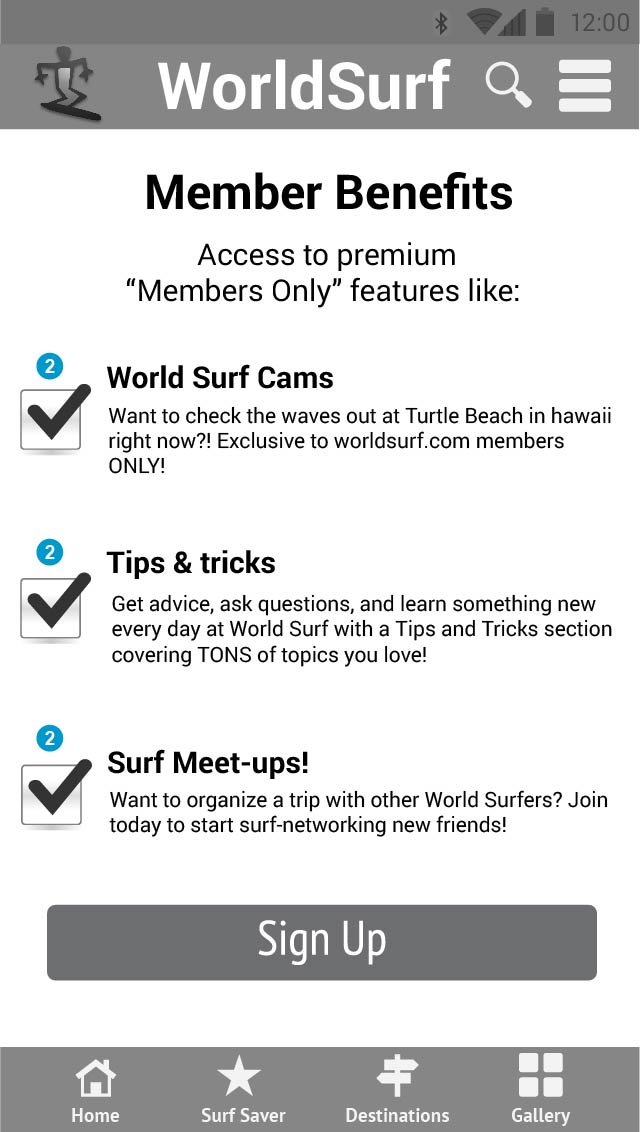 12:00
WorldSurf
Member Benefits
Access to premium
“Members Only” features like:
2
World Surf Cams
Want to check the waves out at Turtle Beach in hawaii
right now?! Exclusive to worldsurf.com members
ONLY!
2
Tips & tricks
Get advice, ask questions, and learn something new
every day at World Surf with a Tips and Tricks section
covering TONS of topics you love!
2
Surf Meet-ups!
Want to organize a trip with other World Surfers? Join
today to start surf-networking new friends!
Sign Up
Home Surf Saver Destinations Gallery